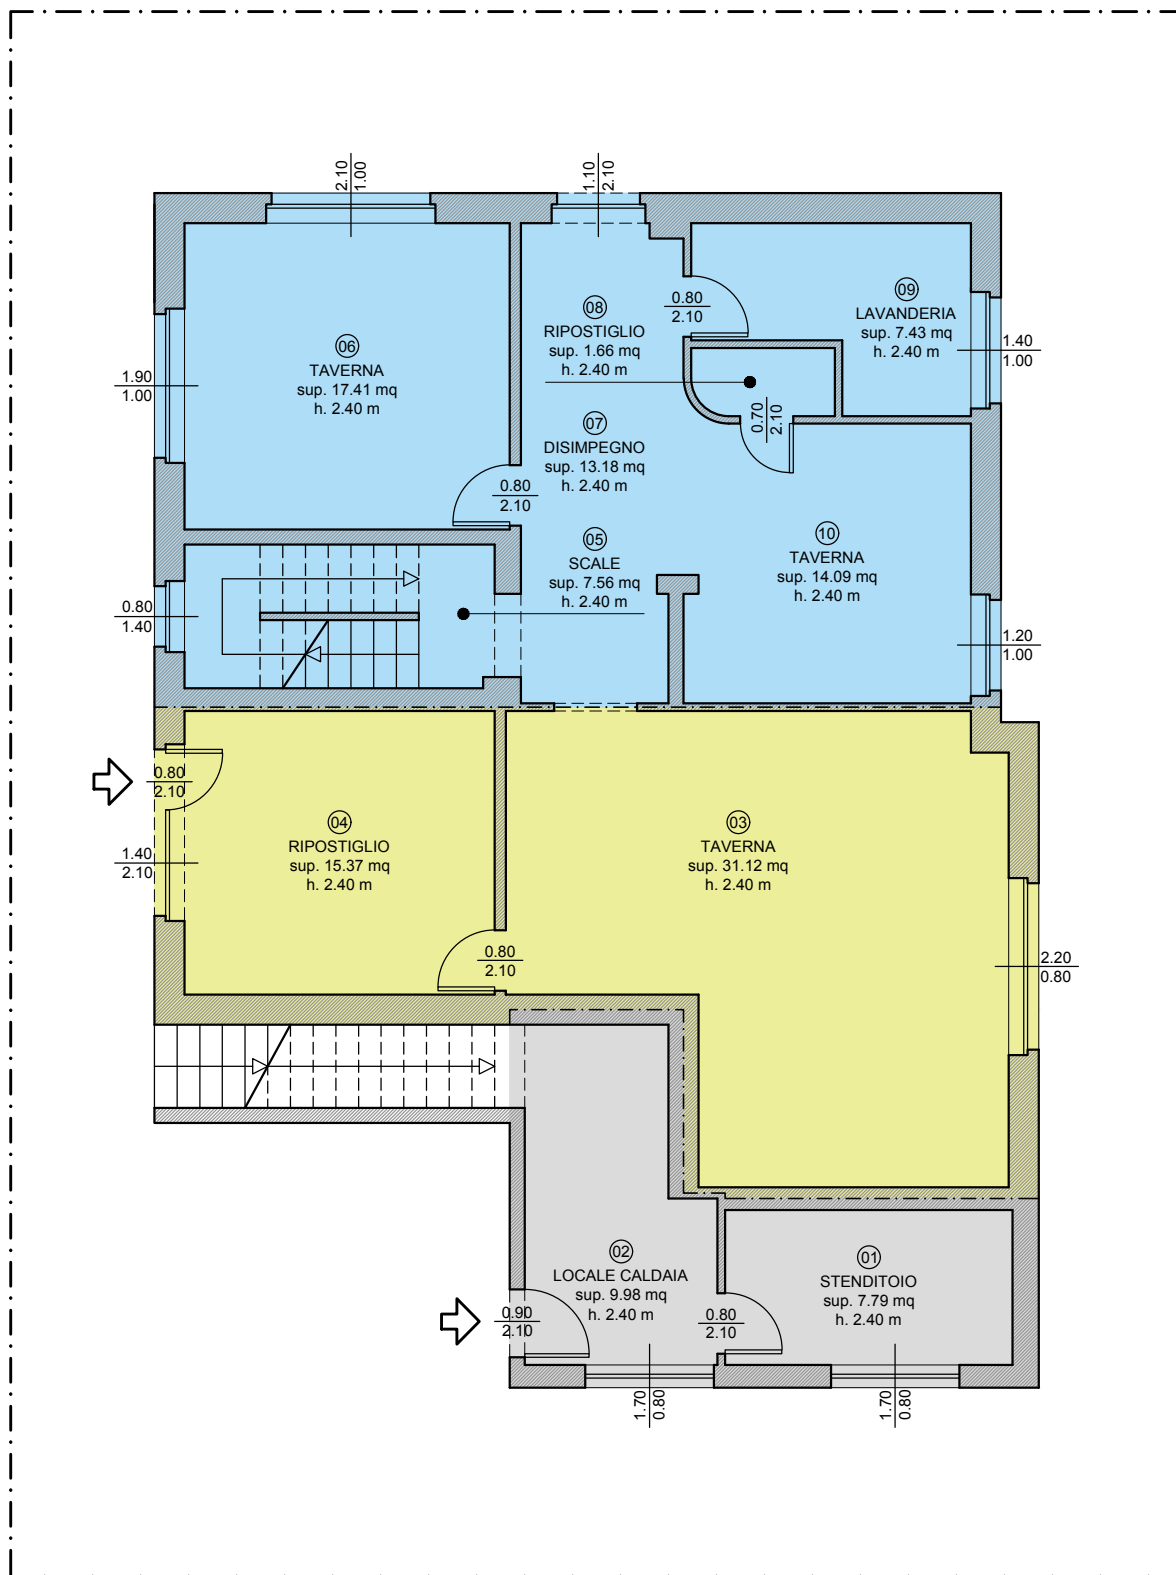 2.10
1.00
1.10
2.10
06
TAVERNA
sup. 17.41 mq
h. 2.40 m
1.90
1.00
08
RIPOSTIGLIO
sup. 1.66 mq
h. 2.40 m
0.80
2.10
09
LAVANDERIA
sup. 7.43 mq
h. 2.40 m
1.40
1.00
0.70
2.10
07
DISIMPEGNO
sup. 13.18 mq
h. 2.40 m
0.80
2.10
05
SCALE
sup. 7.56 mq
h. 2.40 m
10
TAVERNA
sup. 14.09 mq
h. 2.40 m
0.80
1.40
1.20
1.00
0.80
2.10
1.40
2.10
04
RIPOSTIGLIO
sup. 15.37 mq
h. 2.40 m
03
TAVERNA
sup. 31.12 mq
h. 2.40 m
0.80
2.10
2.20
0.80
02
LOCALE CALDAIA
sup. 9.98 mq
h. 2.40 m
01
STENDITOIO
sup. 7.79 mq
h. 2.40 m
0.90
2.10
0.80
2.10
1.70
0.80
1.70
0.80